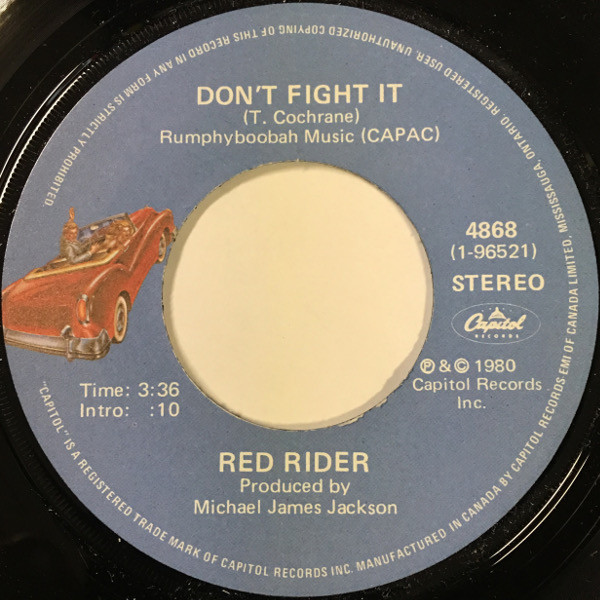 DON'T FIGHT IT
(T. Cochrane)
Rumphyboobah Music (CAPAC)
4868
(1-96521)
STEREO
Capitol
RECORDS
℗ & © 1980
Capitol Records
Inc.
Time: 3:36
Intro: :10
RED RIDER
Produced by
Michael James Jackson
"CAPITOL" IS A REGISTERED TRADE MARK OF CAPITOL RECORDS INC. MANUFACTURED IN CANADA BY CAPITOL RECORDS EMI OF CANADA LIMITED, MISSISSAUGA, ONTARIO REGISTERED USER. UNAUTHORIZED COPYING OF THIS RECORD IN ANY FORM IS STRICTLY PROHIBITED.